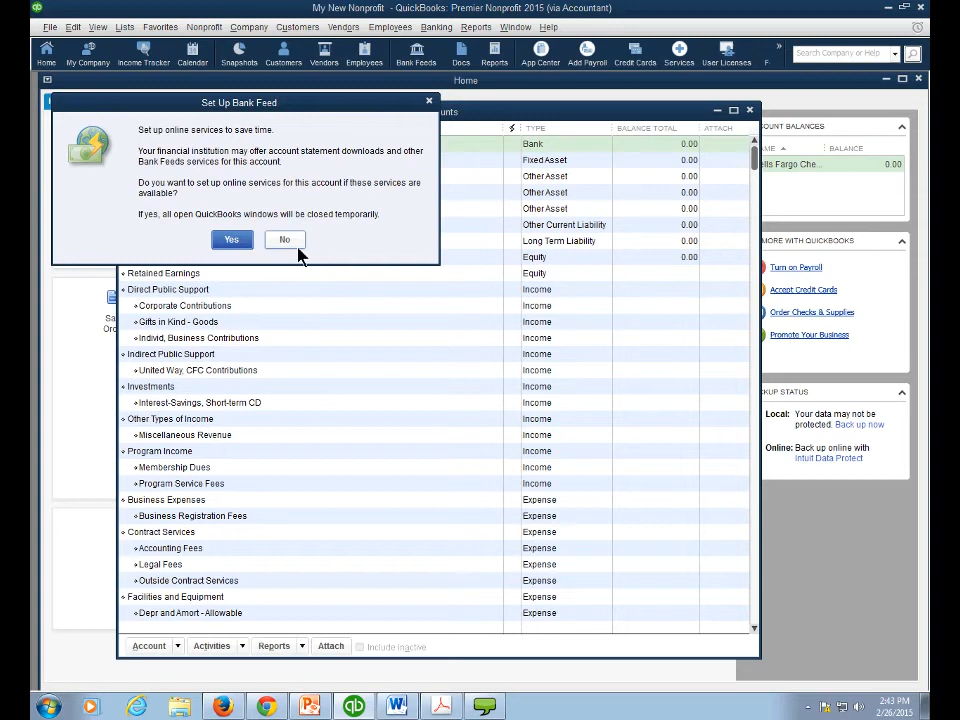 My New Nonprofit - QuickBooks: Premier Nonprofit 2015 (via Accountant)
File Edit View Lists Favorites Nonprofit Company Customers Vendors Employees Banking Reports Window Help
Home My Company Income Tracker Calendar Snapshots Customers Vendors Employees Bank Feeds Docs Reports App Center Add Payroll Credit Cards Services User Licenses F
Search Company or Help
Home
Set Up Bank Feed
Set up online services to save time.
Your financial institution may offer account statement downloads and other
Bank Feeds services for this account.
Do you want to set up online services for this account if these services are
available?
If yes, all open QuickBooks windows will be closed temporarily.
Yes No
unts
TYPE BALANCE TOTAL ATTACH
Bank 0.00
Fixed Asset 0.00
Other Asset 0.00
Other Asset 0.00
Other Asset 0.00
Other Current Liability 0.00
Long Term Liability 0.00
Equity 0.00
Retained Earnings Equity
Direct Public Support Income
Corporate Contributions Income
Gifts in Kind - Goods Income
Individ, Business Contributions Income
Indirect Public Support Income
United Way, CFC Contributions Income
Investments Income
Interest-Savings, Short-term CD Income
Other Types of Income Income
Miscellaneous Revenue Income
Program Income Income
Membership Dues Income
Program Service Fees Income
Business Expenses Expense
Business Registration Fees Expense
Contract Services Expense
Accounting Fees Expense
Legal Fees Expense
Outside Contract Services Expense
Facilities and Equipment Expense
Depr and Amort - Allowable Expense
Account Activities Reports Attach Include inactive
Sa
Ord
COUNT BALANCES
AME BALANCE
ells Fargo Che... 0.00
MORE WITH QUICKBOOKS
Turn on Payroll
Accept Credit Cards
Order Checks & Supplies
Promote Your Business
KUP STATUS
Local: Your data may not be
protected. Back up now
Online: Back up online with
Intuit Data Protect
2:43 PM
2/26/2015